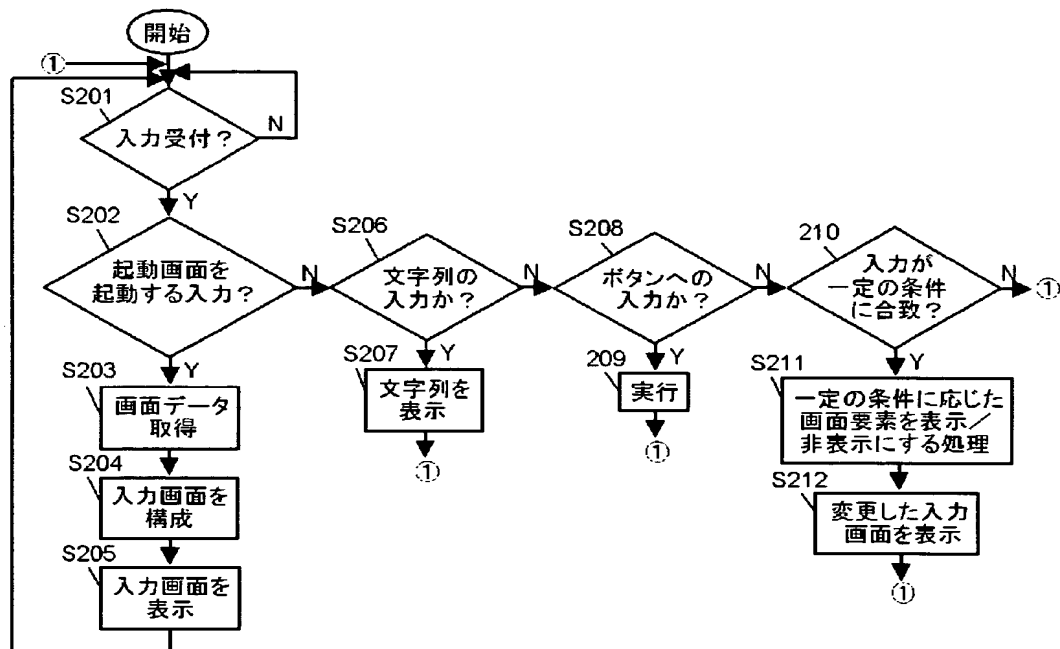 開始
①
S201
入力受付?
N
Y
S202
起動画面を
起動する入力?
N
Y
S206
文字列の
入力か?
N
Y
S208
ボタンへの
入力か?
N
Y
210
入力が
一定の条件
に合致?
N
①
Y
S203
画面データ
取得
S207
文字列を
表示
①
209
実行
①
S211
一定の条件に応じた
画面要素を表示/
非表示にする処理
S204
入力画面を
構成
S212
変更した入力
画面を表示
①
S205
入力画面を
表示